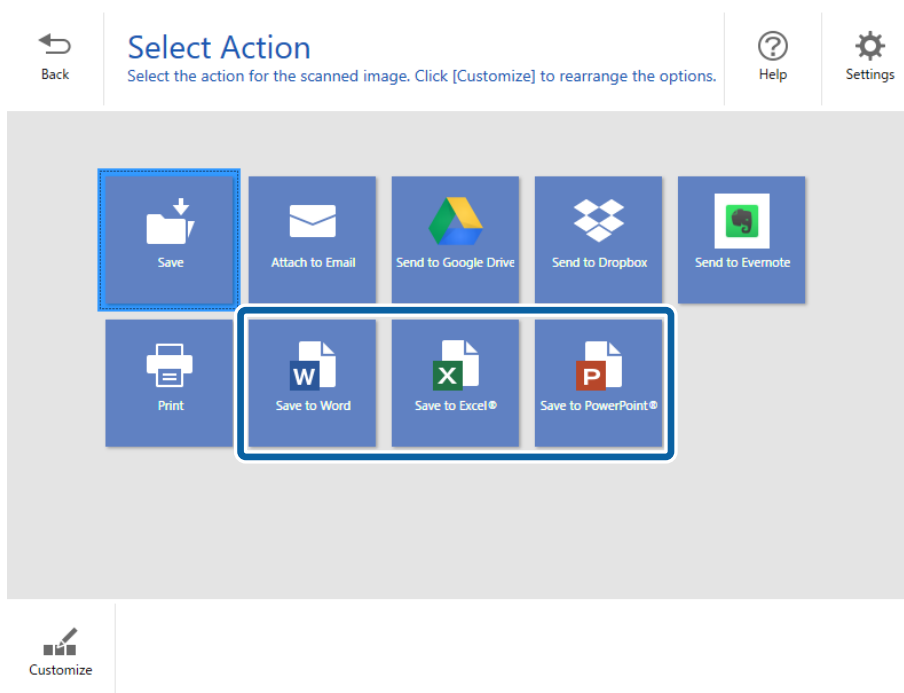 Select Action
Back
Select the action for the scanned image. Click [Customize] to rearrange the options.
Help
Settings
Save
Attach to Email
Send to Google Drive
Send to Dropbox
Send to Evernote
Print
W
Save to Word
X
Save to Excel®
P
Save to PowerPoint®
Customize